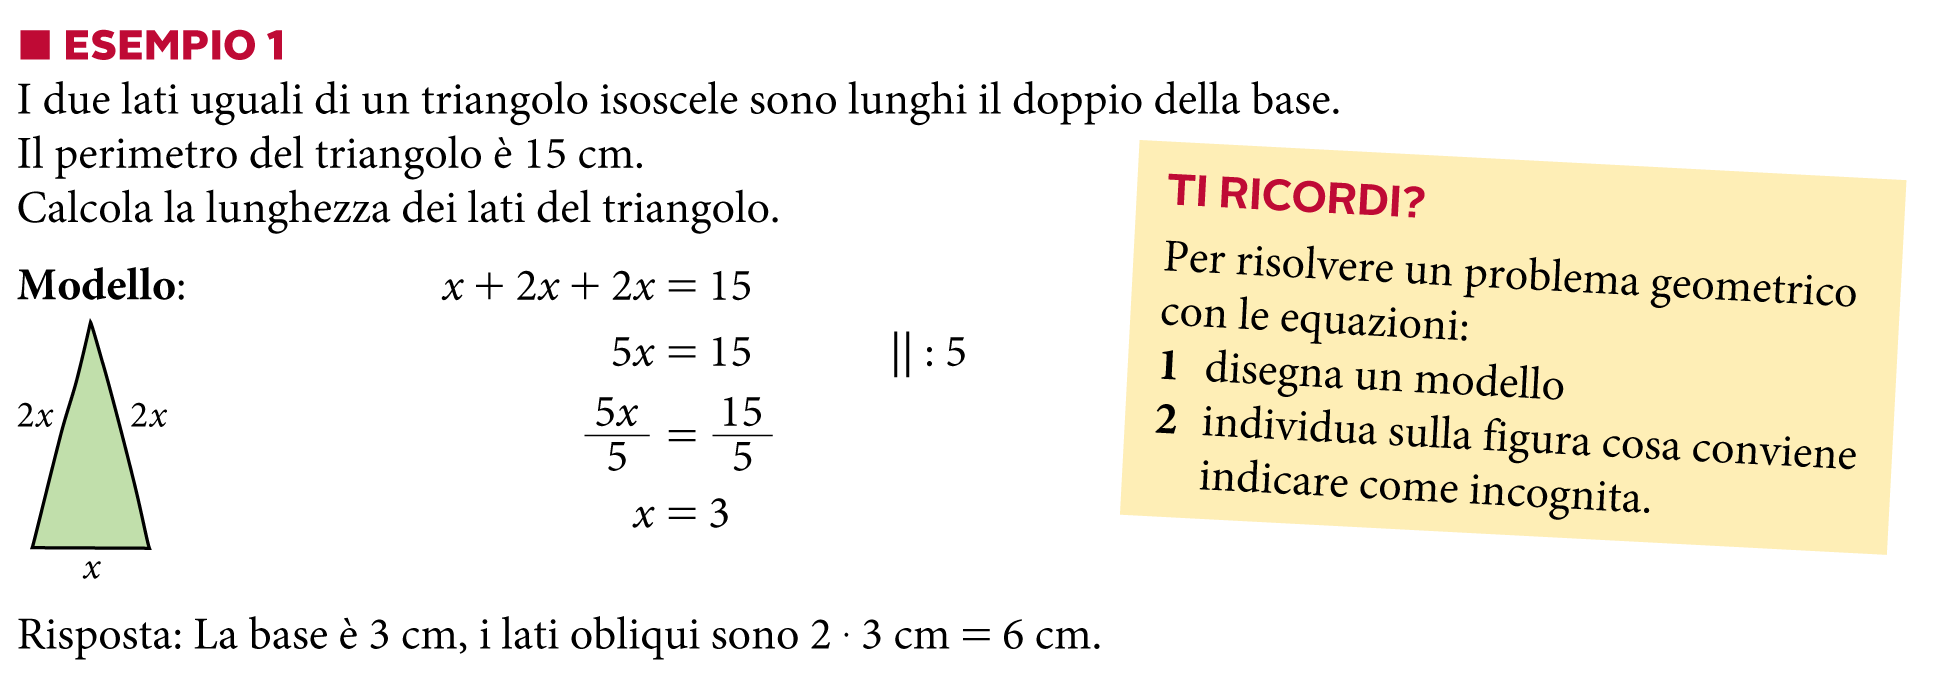 ESEMPIO 1
I due lati uguali di un triangolo isoscele sono lunghi il doppio della base.
Il perimetro del triangolo è 15 cm.
Calcola la lunghezza dei lati del triangolo.
Modello:
x + 2x + 2x = 15
5x = 15 || : 5
5x/5 = 15/5
x = 3
2x
2x
x
Risposta: La base è 3 cm, i lati obliqui sono 2 · 3 cm = 6 cm.
TI RICORDI?
Per risolvere un problema geometrico
con le equazioni:
1 disegna un modello
2 individua sulla figura cosa conviene
indicare come incognita.